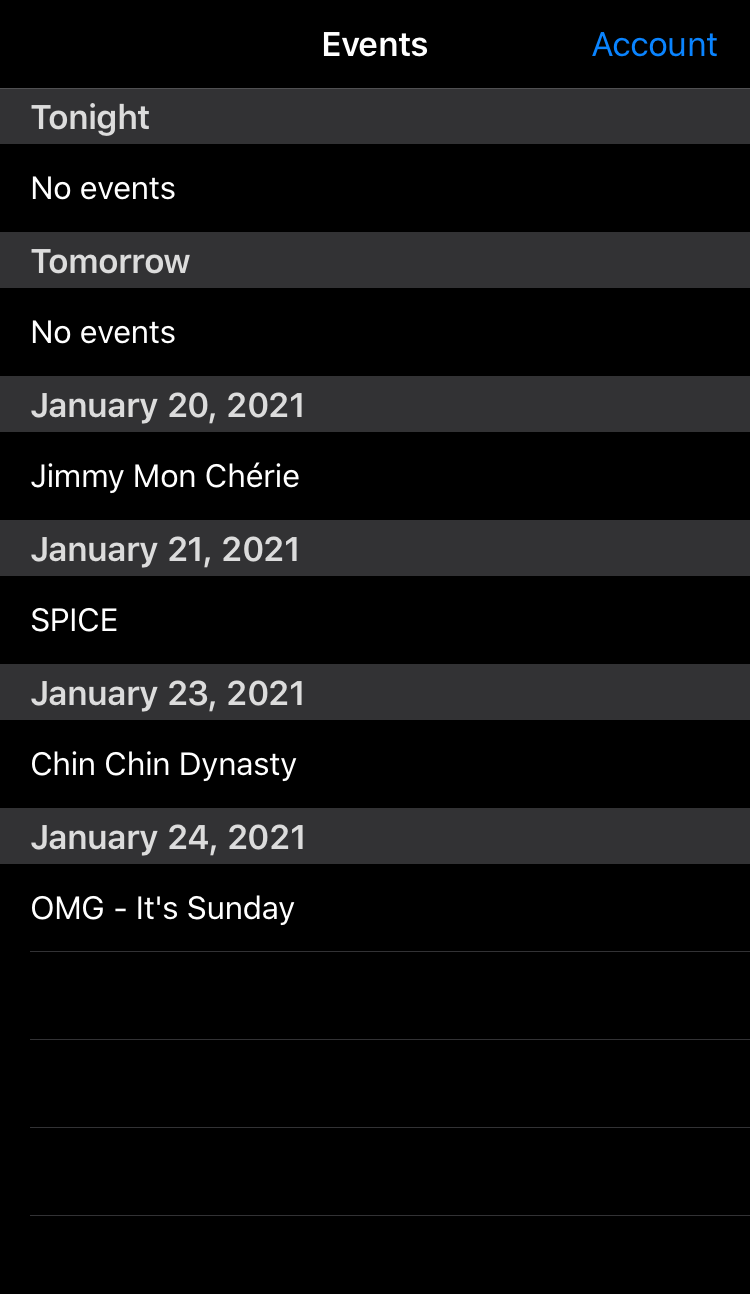 Events
Account
Tonight
No events
Tomorrow
No events
January 20, 2021
Jimmy Mon Chérie
January 21, 2021
SPICE
January 23, 2021
Chin Chin Dynasty
January 24, 2021
OMG - It's Sunday